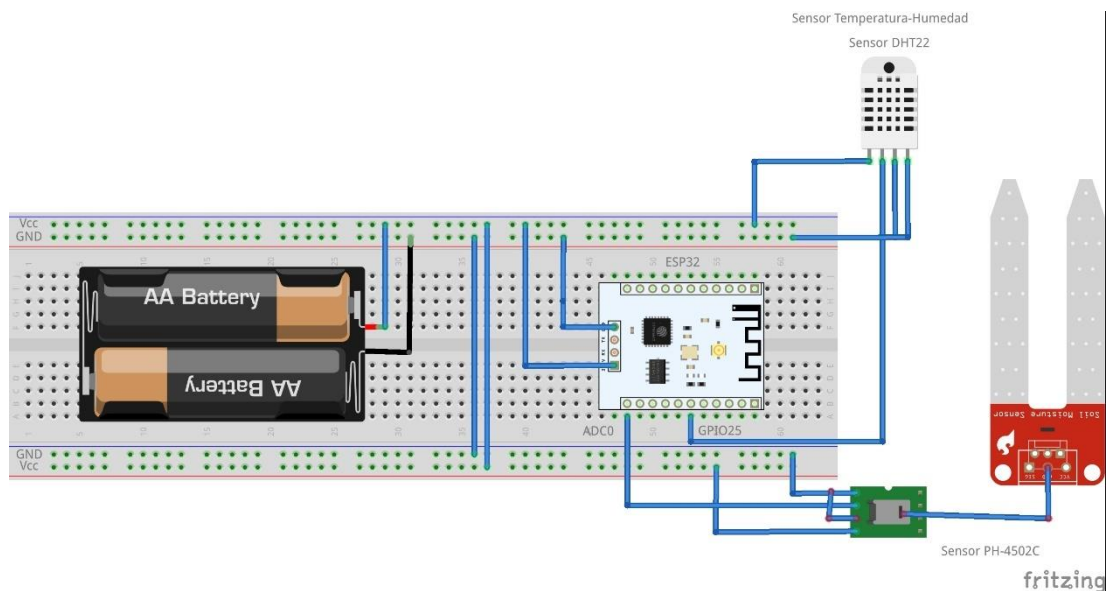 Sensor Temperatura-Humedad
Sensor DHT22
Vcc
GND
ESP32
AA Battery
AA Battery
ADC0
GPIO25
GND
Vcc
Soil Moisture Sensor
Sensor PH-4502C
fritzing